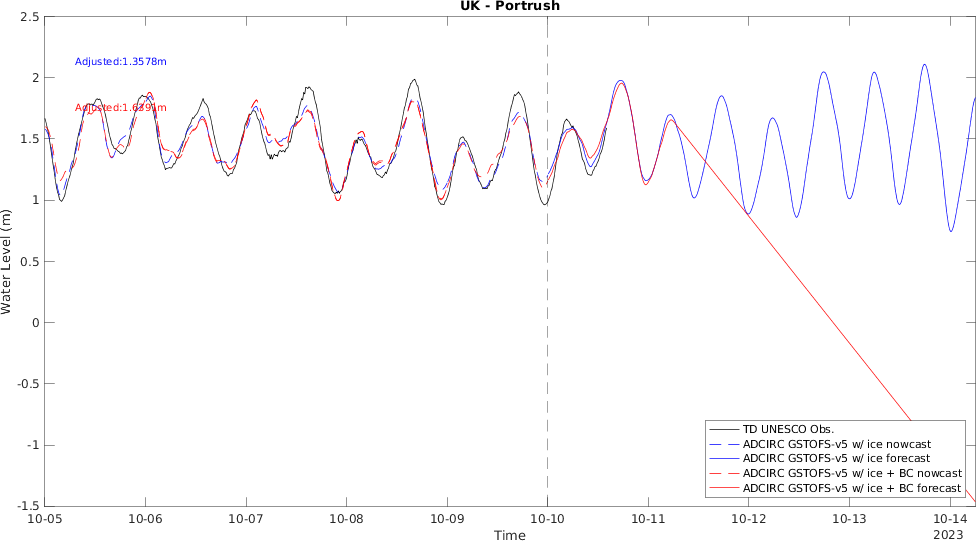 UK - Portrush
2.5
2
1.5
1
0.5
0
-0.5
-1
-1.5
Water Level (m)
Adjusted:1.3578m
Adjusted:1.6391m
TD UNESCO Obs.
ADCIRC GSTOFS-v5 w/ ice nowcast
ADCIRC GSTOFS-v5 w/ ice forecast
ADCIRC GSTOFS-v5 w/ ice + BC nowcast
ADCIRC GSTOFS-v5 w/ ice + BC forecast
10-05 10-06 10-07 10-08 10-09 10-10 10-11 10-12 10-13 10-14
Time
2023